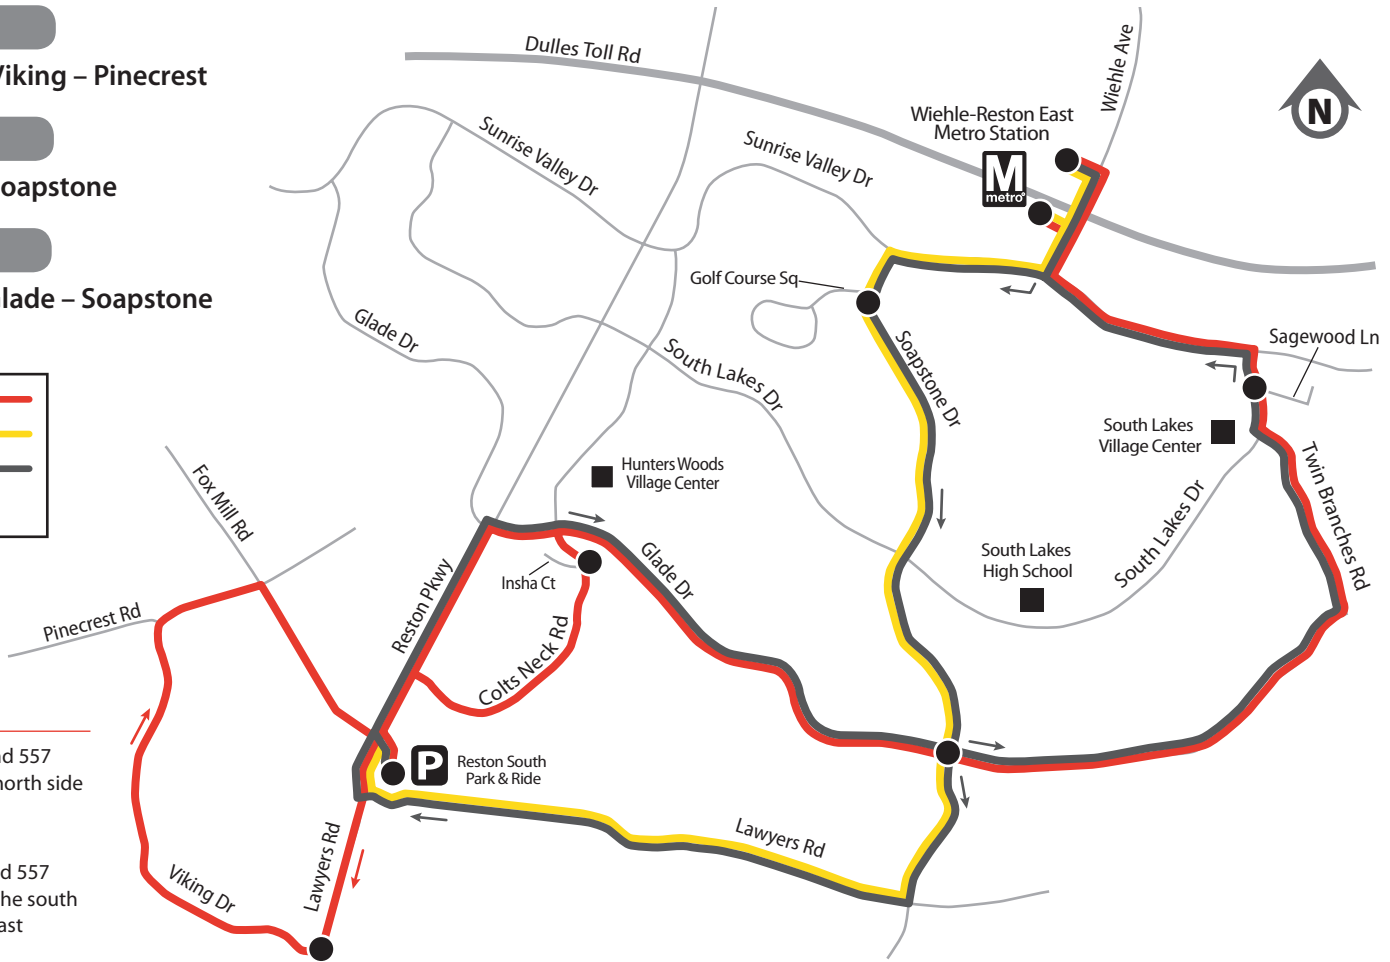 Viking – Pinecrest
oapstone
lade – Soapstone
nd 557
north side
d 557
he south
ast
Dulles Toll Rd
Wiehle Ave
N
Wiehle-Reston East
Metro Station
M
metro
Sunrise Valley Dr
Sunrise Valley Dr
Golf Course Sq
Glade Dr
South Lakes Dr
Soapstone Dr
Sagewood Ln
South Lakes
Village Center
Twin Branches Rd
Hunters Woods
Village Center
Fox Mill Rd
South Lakes Dr
South Lakes
High School
Glade Dr
Insha Ct
Reston Pkwy
Colts Neck Rd
Pinecrest Rd
P
Reston South
Park & Ride
Lawyers Rd
Lawyers Rd
Viking Dr